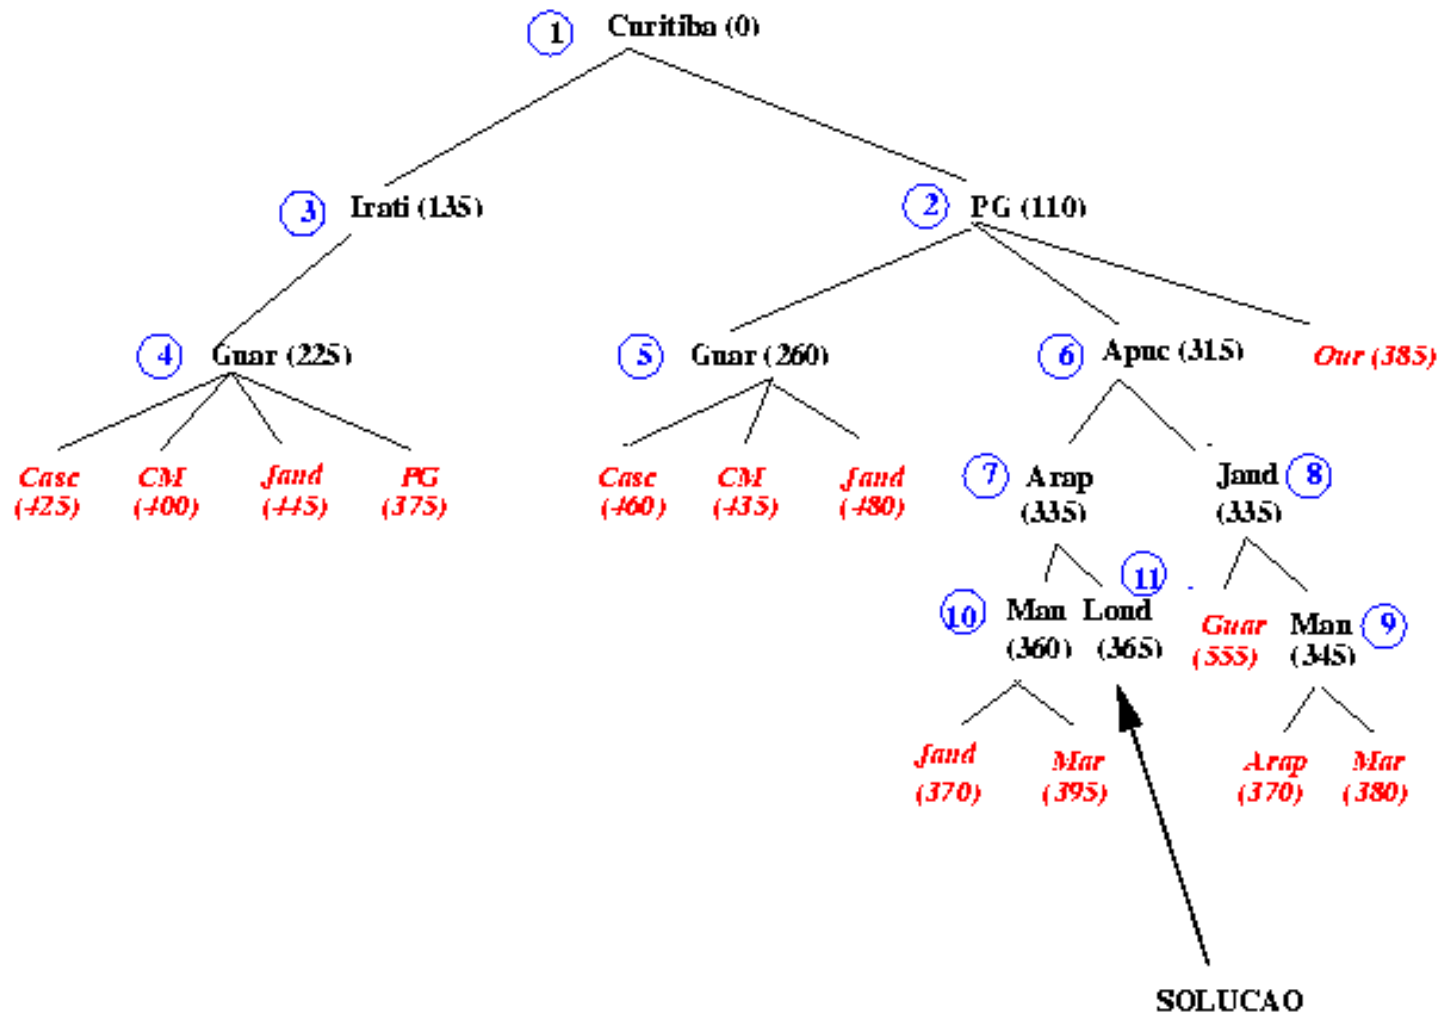 1 Curitiba (0)
3 Irati (135) 2 PG (110)
4 Guar (225) 5 Guar (260) 6 Apuc (315) Our (385)
Casc CM Jand PG Casc CM Jand 7 Arap Jand 8
(425) (400) (445) (375) (460) (435) (480) (335) (335)
11
10 Man Lond Guar Man 9
(360) (365) (555) (345)
Jand Mar Arap Mar
(370) (395) (370) (380)
SOLUCAO